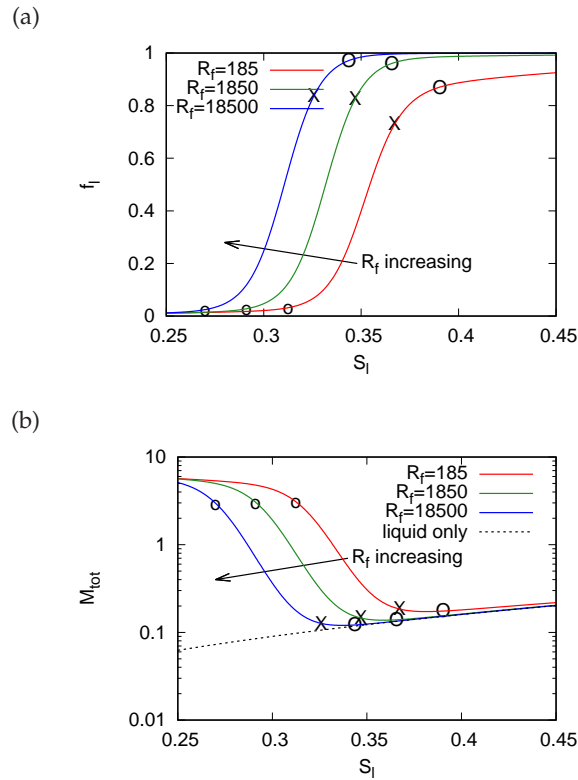 (a)
1
0.8
0.6
0.4
0.2
0
f_l
R_f=185
R_f=1850
R_f=18500
X X X
O O O
o o o
R_f increasing
0.25 0.3 0.35 0.4 0.45
S_l
(b)
10
1
0.1
0.01
M_tot
R_f=185
R_f=1850
R_f=18500
liquid only
R_f increasing
o o o
X X X
O O O
0.25 0.3 0.35 0.4 0.45
S_l